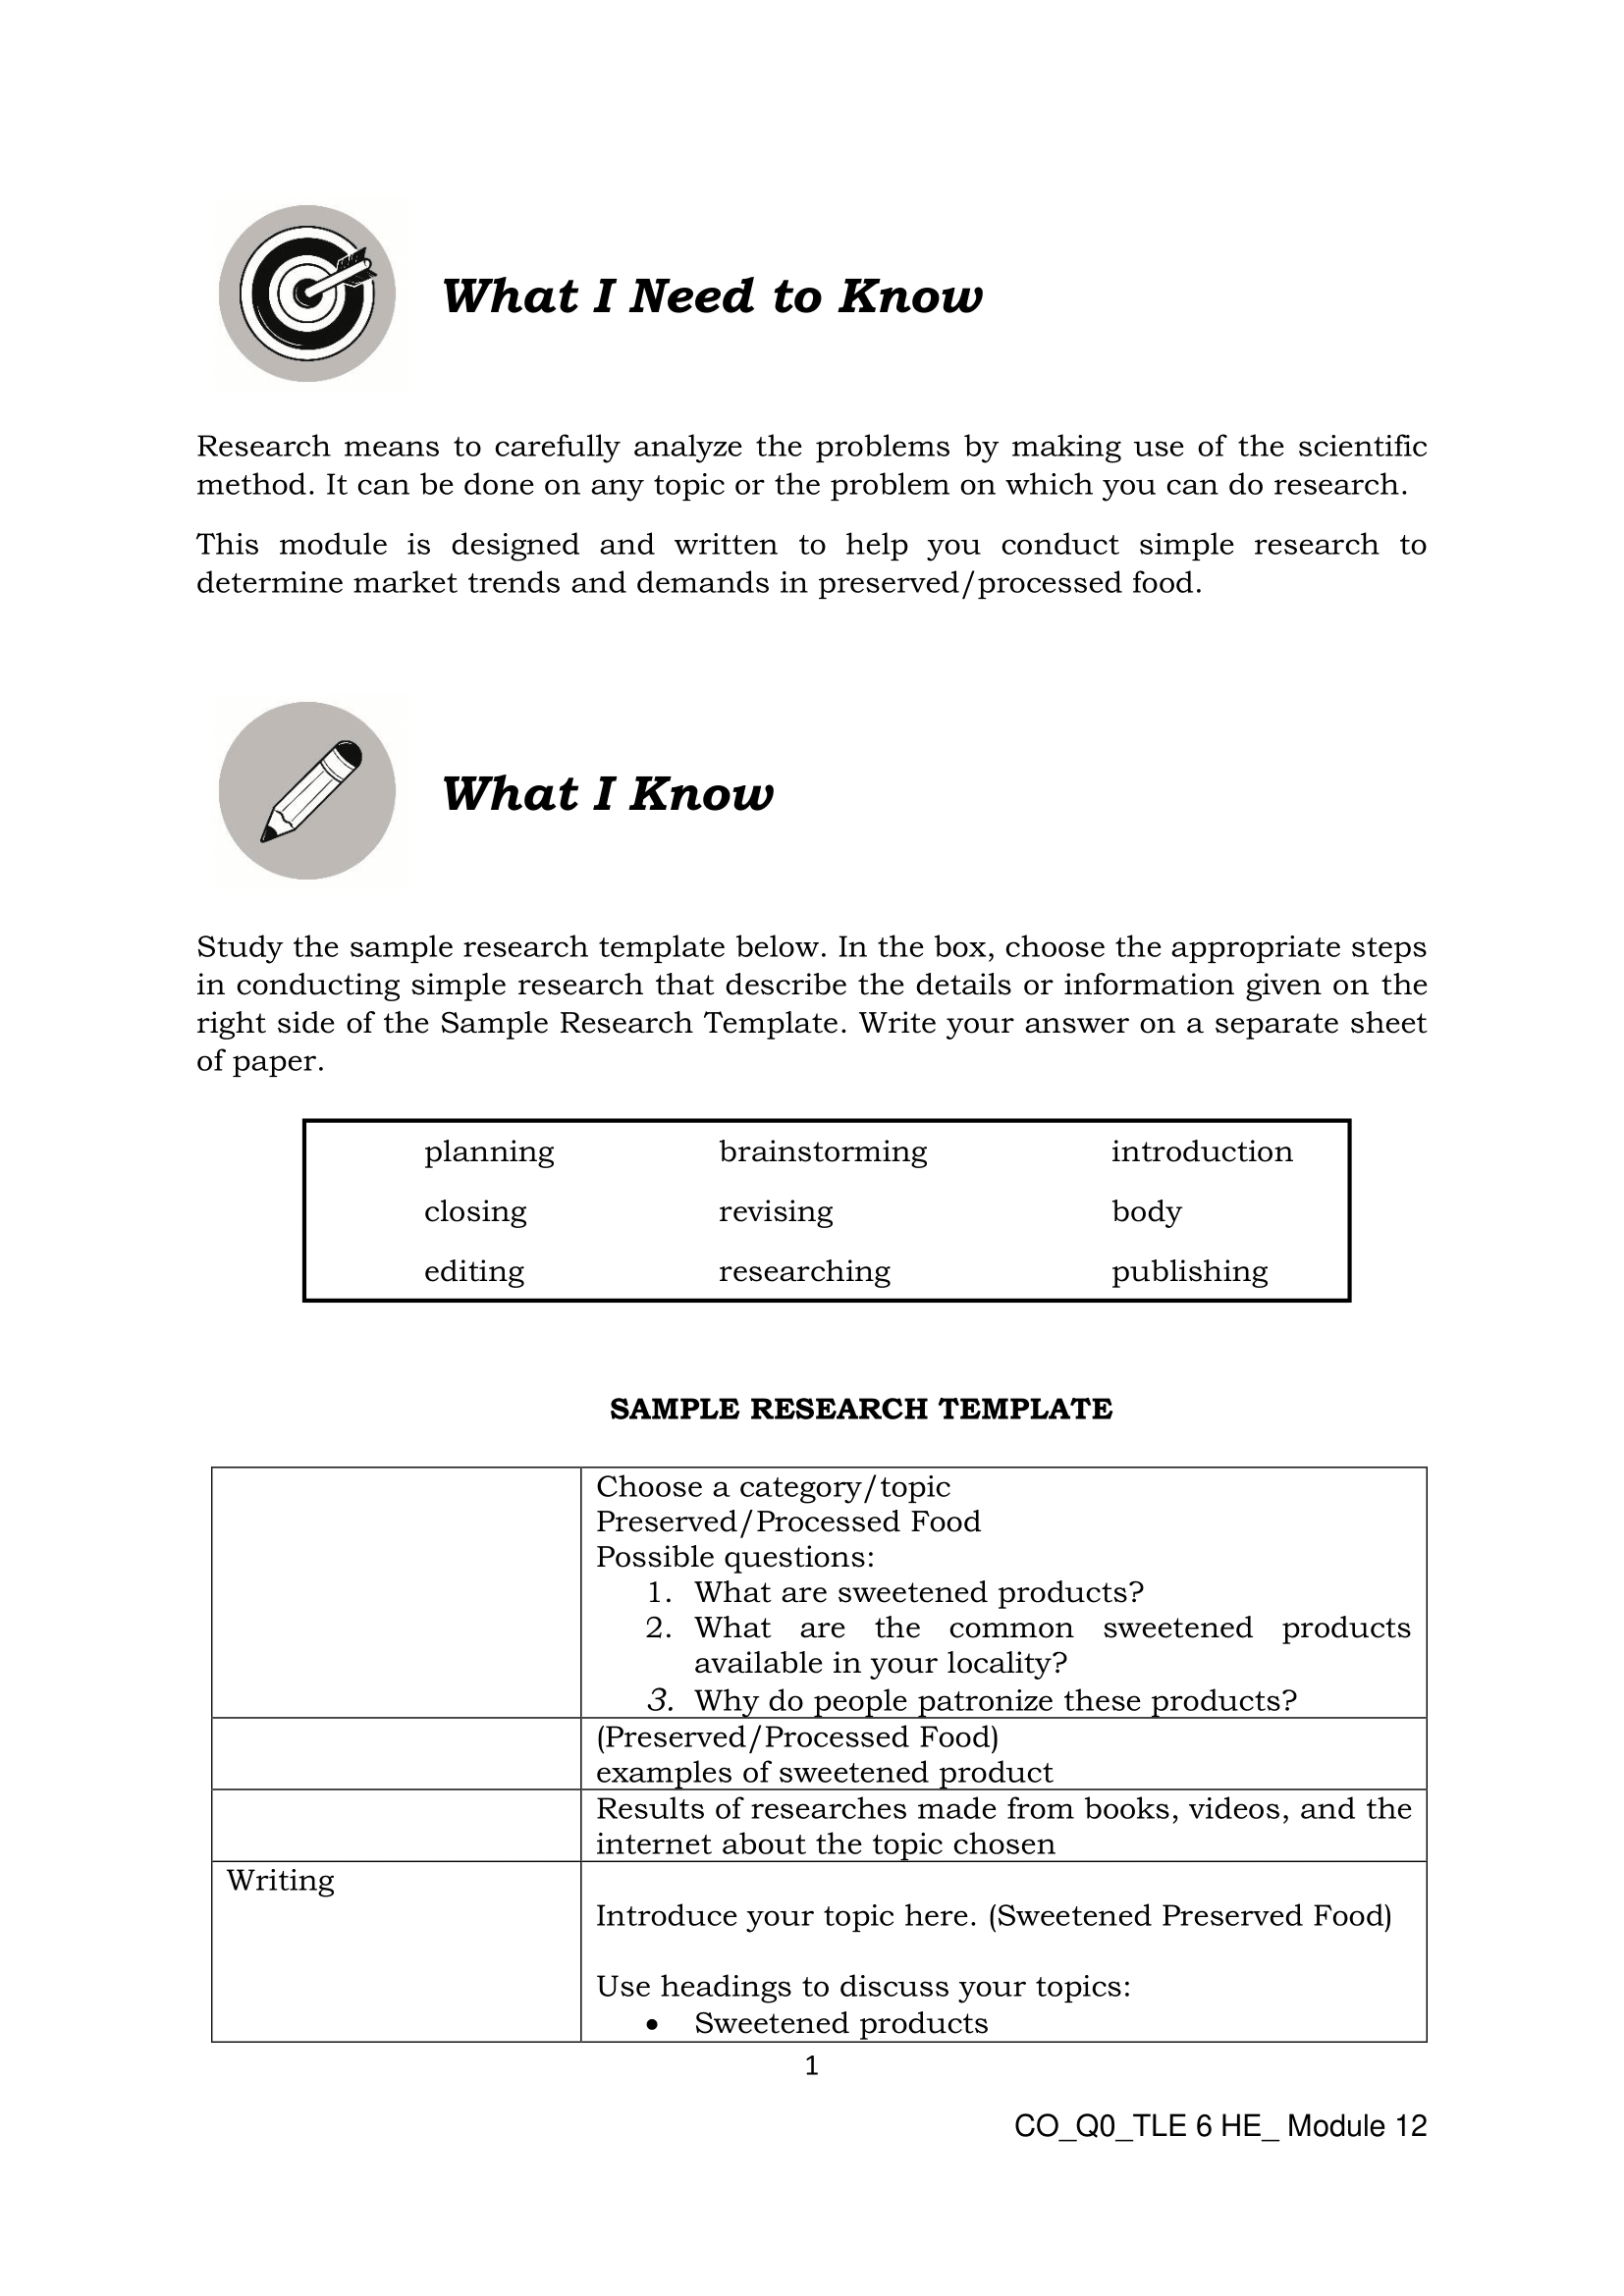 What I Need to Know
Research means to carefully analyze the problems by making use of the scientific
method. It can be done on any topic or the problem on which you can do research.
This module is designed and written to help you conduct simple research to
determine market trends and demands in preserved/processed food.
What I Know
Study the sample research template below. In the box, choose the appropriate steps
in conducting simple research that describe the details or information given on the
right side of the Sample Research Template. Write your answer on a separate sheet
of paper.
planning brainstorming introduction
closing revising body
editing researching publishing
SAMPLE RESEARCH TEMPLATE
Choose a category/topic
Preserved/Processed Food
Possible questions:
1. What are sweetened products?
2. What are the common sweetened products
available in your locality?
3. Why do people patronize these products?
(Preserved/Processed Food)
examples of sweetened product
Results of researches made from books, videos, and the
internet about the topic chosen
Writing
Introduce your topic here. (Sweetened Preserved Food)
Use headings to discuss your topics:
• Sweetened products
1
CO_Q0_TLE 6 HE_ Module 12